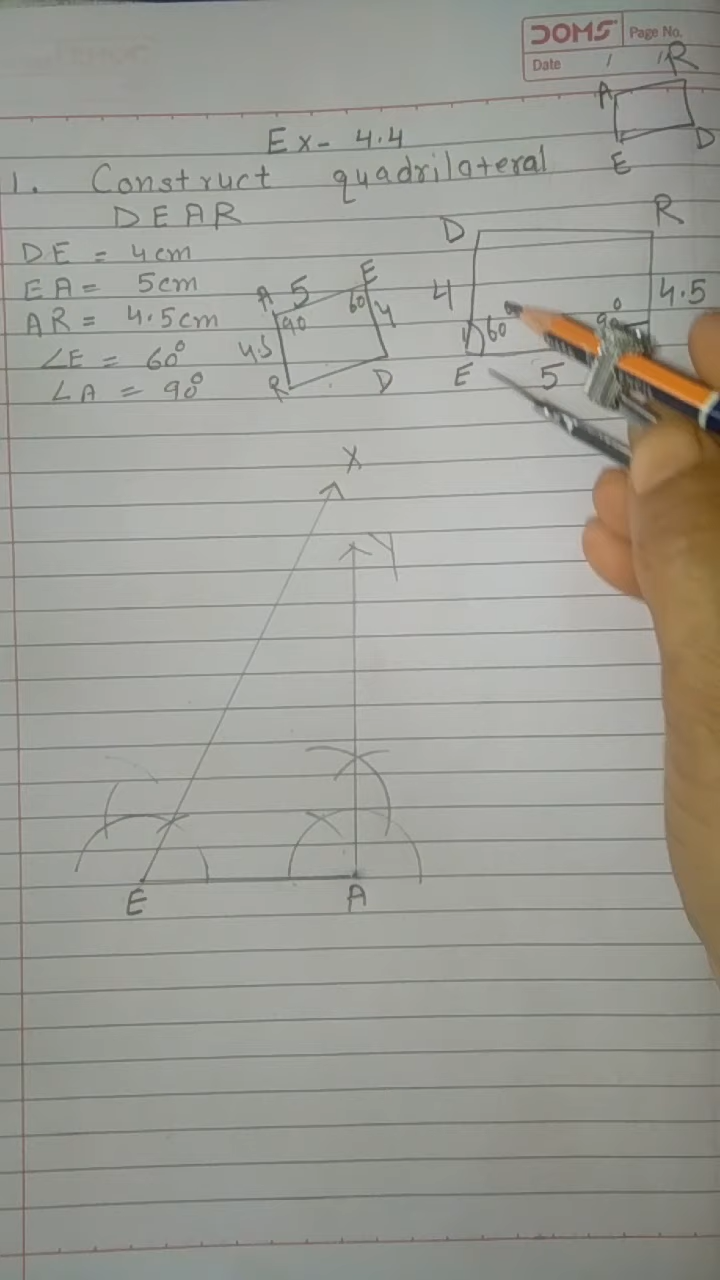 DOMS Page No.
Date / /
R
A
D
E
Ex- 4.4
1. Construct quadrilateral
DEAR
DE = 4cm
EA = 5cm
AR = 4.5cm
∠E = 60°
∠A = 90°
A 5 E
90 60 4
4.5
R D
D R
4 4.5
60 90°
E 5
X
Y
E A